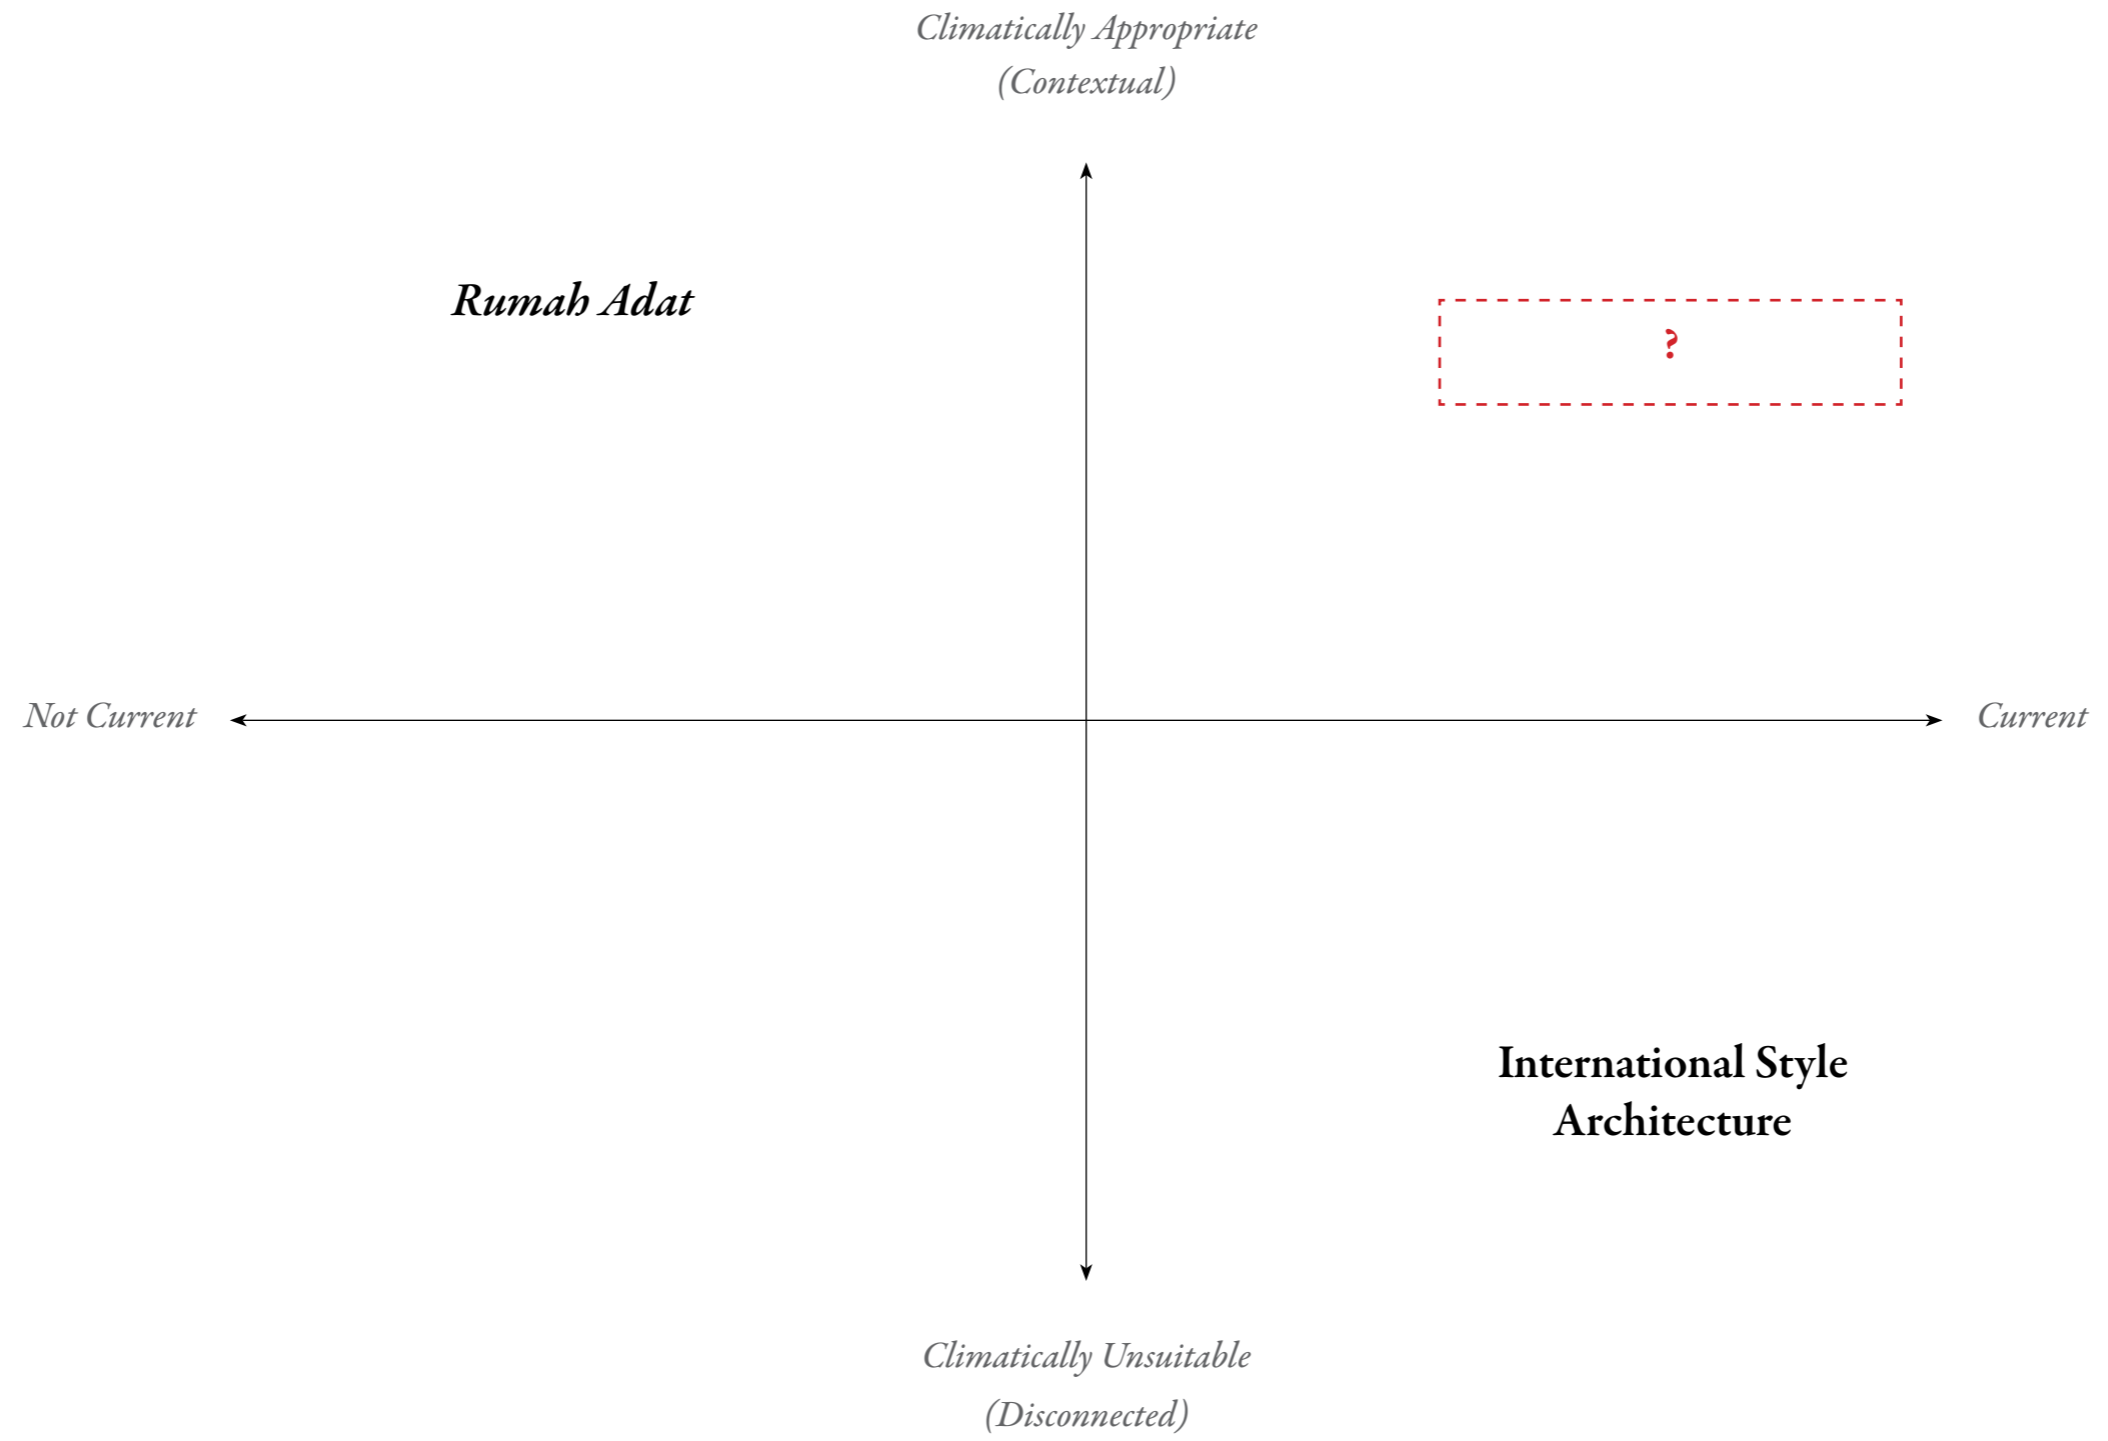 Climatically Appropriate
(Contextual)
Rumah Adat
?
Not Current
Current
International Style
Architecture
Climatically Unsuitable
(Disconnected)